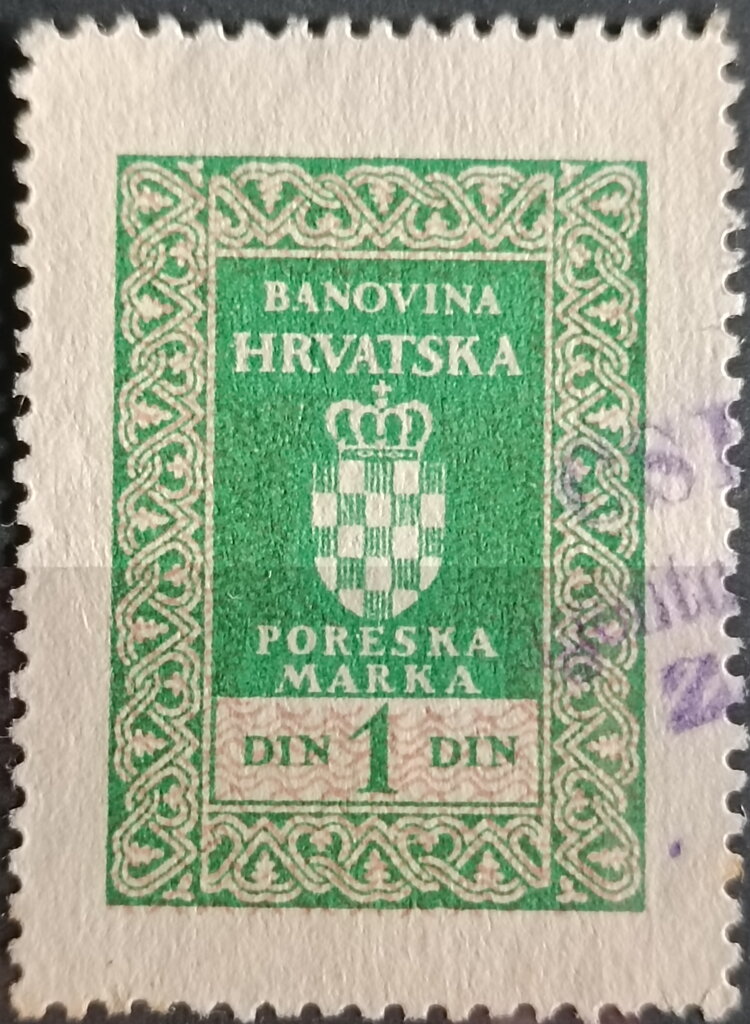 BANOVINA
HRVATSKA
PORESKA
MARKA
DIN 1 DIN